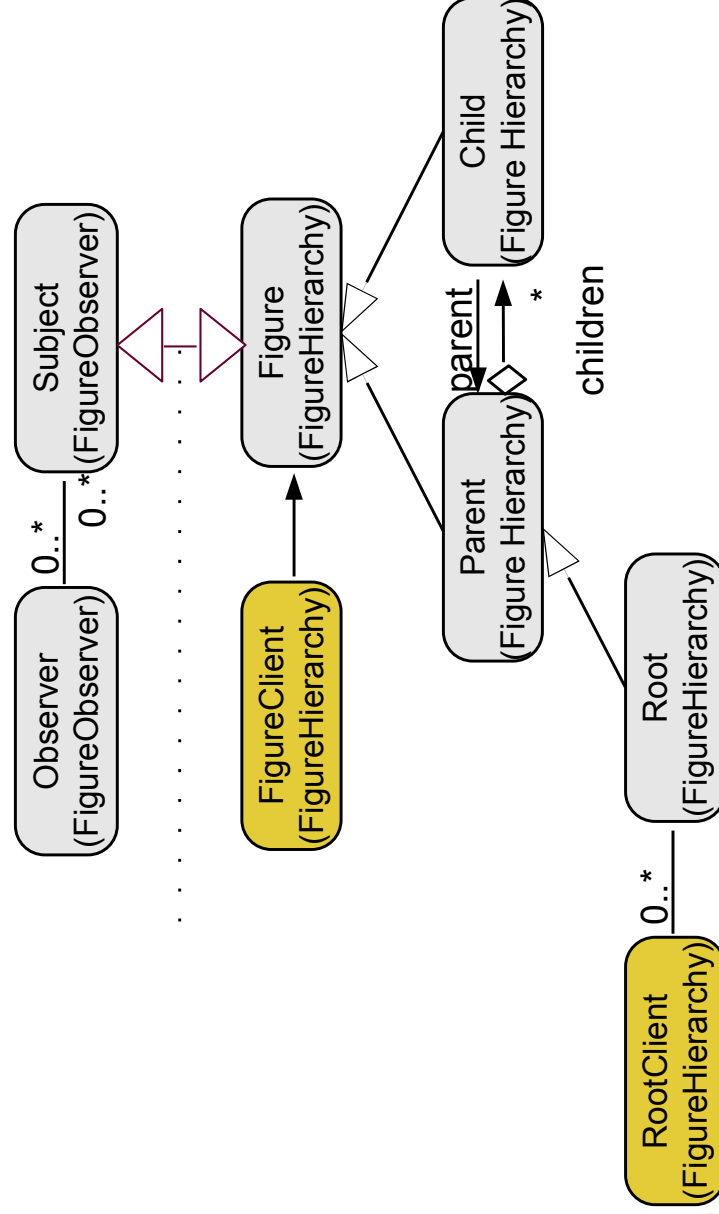 Observer
(FigureObserver)
0..*
0..*
Subject
(FigureObserver)
FigureClient
(FigureHierarchy)
Figure
(FigureHierarchy)
Parent
(Figure Hierarchy)
parent
*
children
Child
(Figure Hierarchy)
RootClient
(FigureHierarchy)
0..*
Root
(FigureHierarchy)